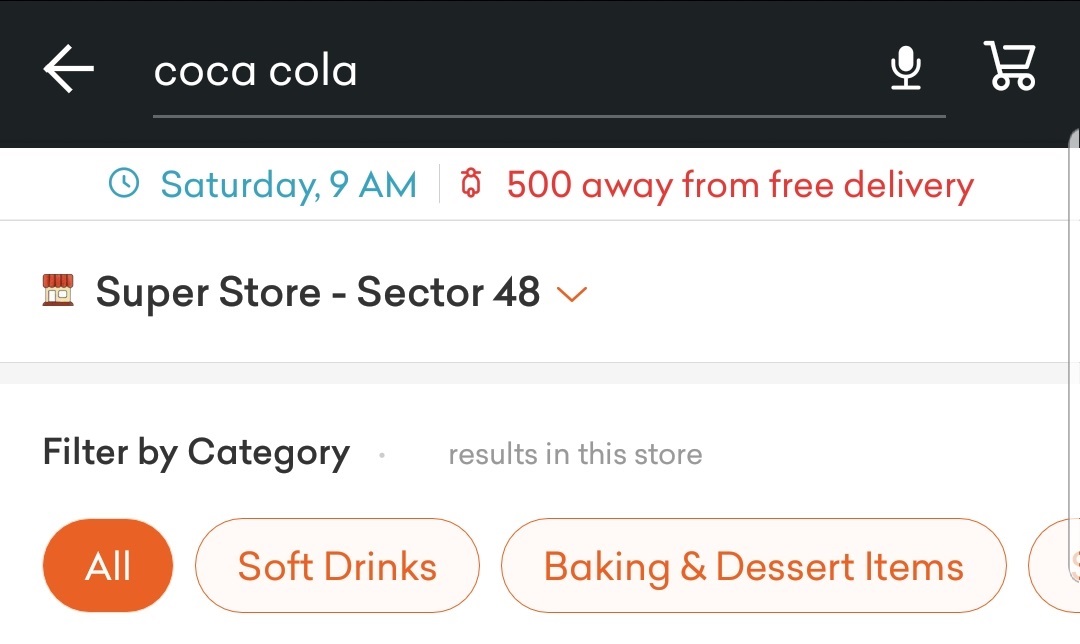 coca cola
Saturday, 9 AM 500 away from free delivery
Super Store - Sector 48
Filter by Category · results in this store
All Soft Drinks Baking & Dessert Items